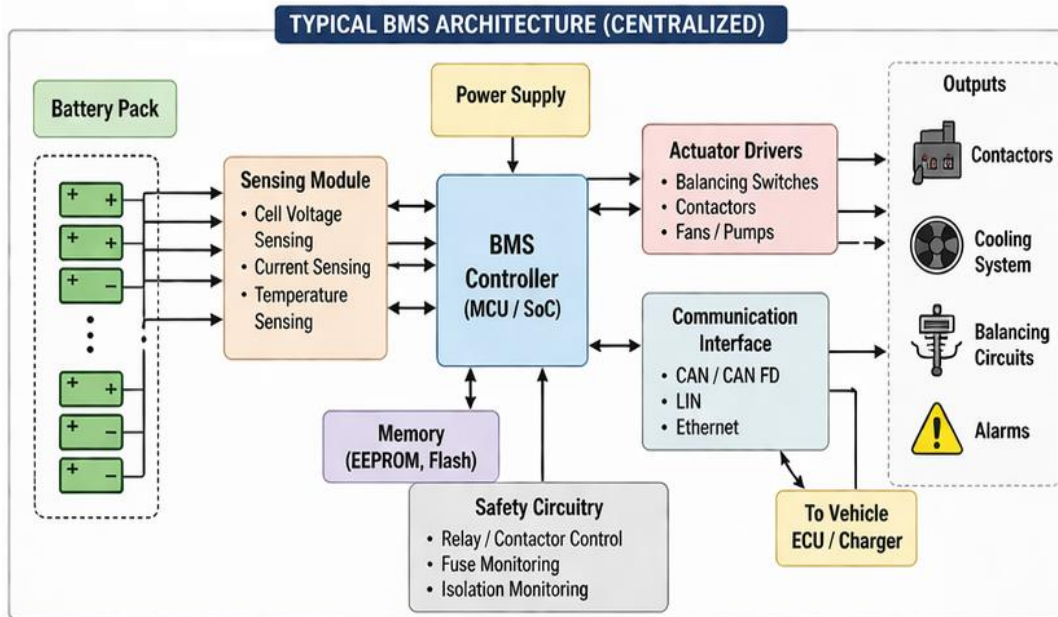 TYPICAL BMS ARCHITECTURE (CENTRALIZED)
Battery Pack
+ +
+ +
+ −
+ +
+ −
+ −
Sensing Module
• Cell Voltage
Sensing
• Current Sensing
• Temperature
Sensing
Power Supply
BMS
Controller
(MCU / SoC)
Memory
(EEPROM, Flash)
Safety Circuitry
• Relay / Contactor Control
• Fuse Monitoring
• Isolation Monitoring
Actuator Drivers
• Balancing Switches
• Contactors
• Fans / Pumps
Communication
Interface
• CAN / CAN FD
• LIN
• Ethernet
To Vehicle
ECU / Charger
Outputs
Contactors
Cooling
System
Balancing
Circuits
Alarms